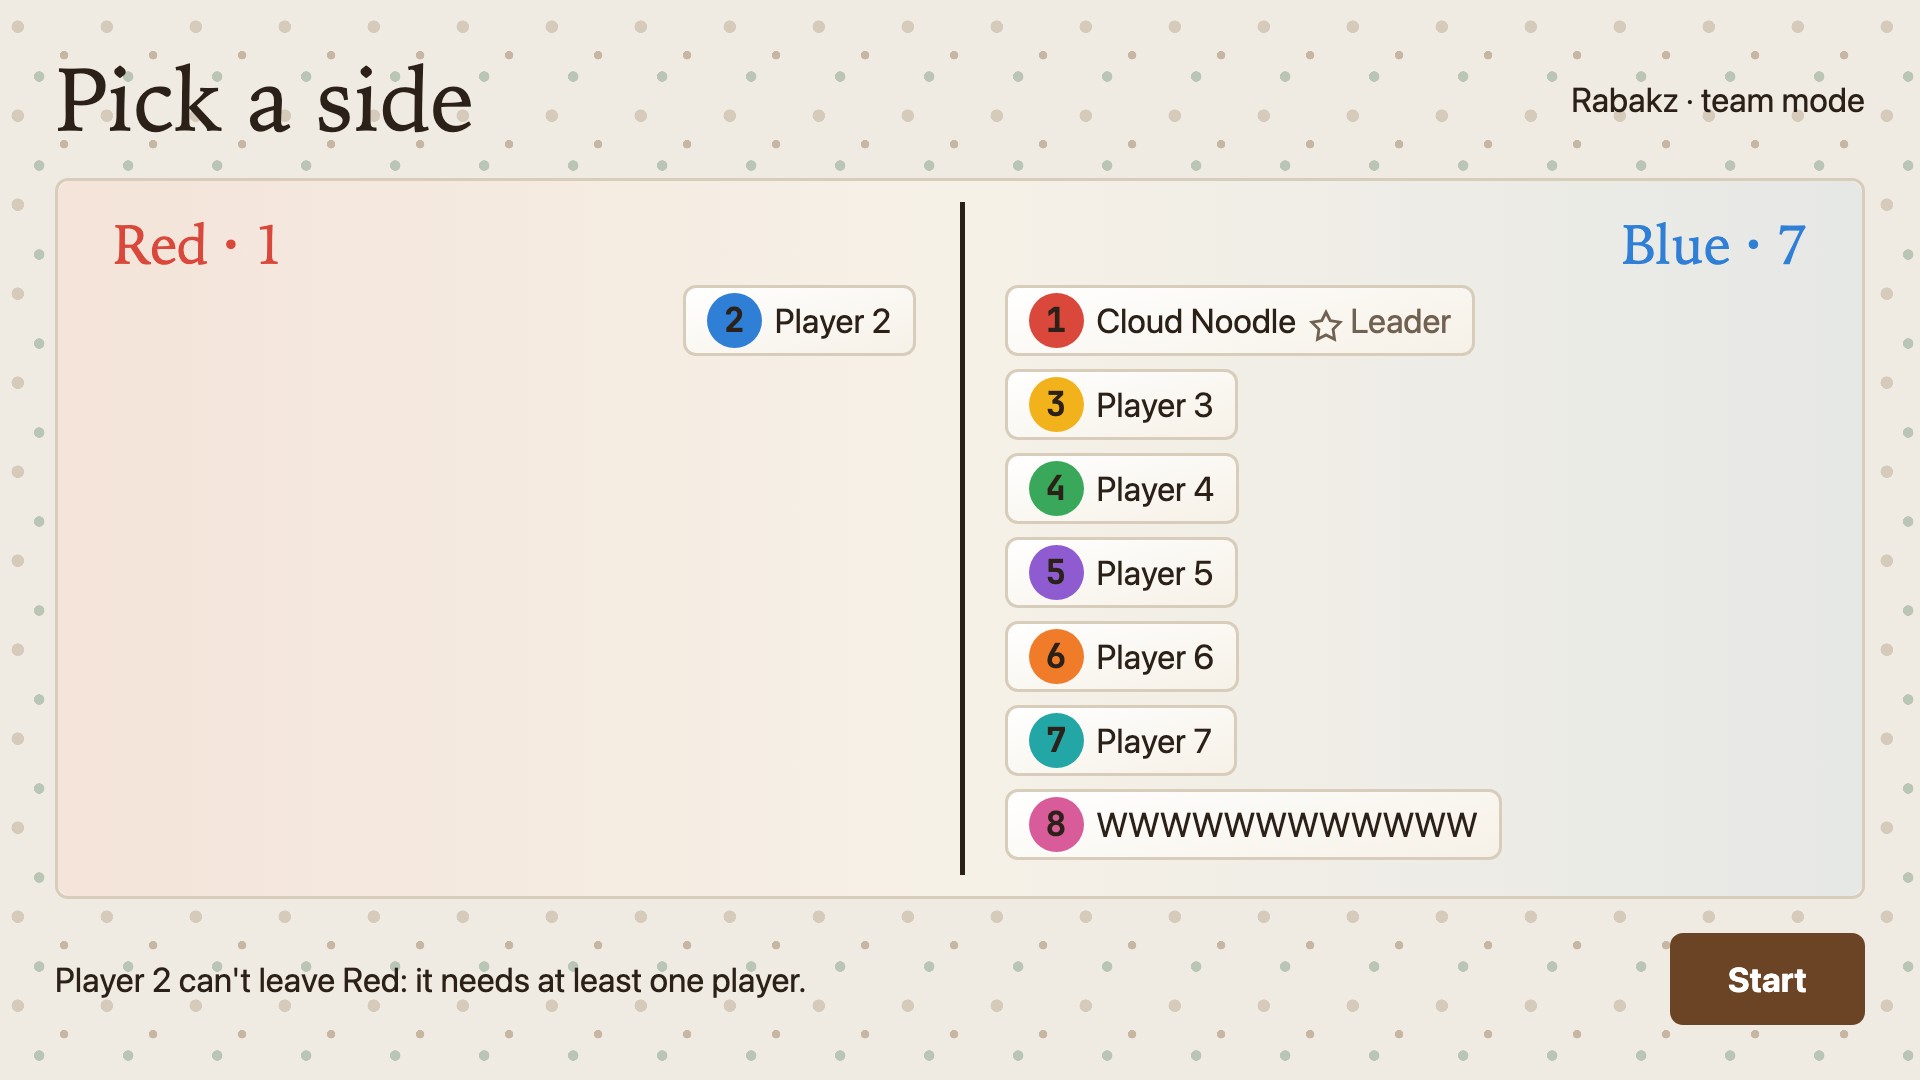 Pick a side
Rabakz · team mode
Red · 1
Blue · 7
2 Player 2
1 Cloud Noodle ☆ Leader
3 Player 3
4 Player 4
5 Player 5
6 Player 6
7 Player 7
8 WWWWWWWWWWWW
Player 2 can't leave Red: it needs at least one player.
Start